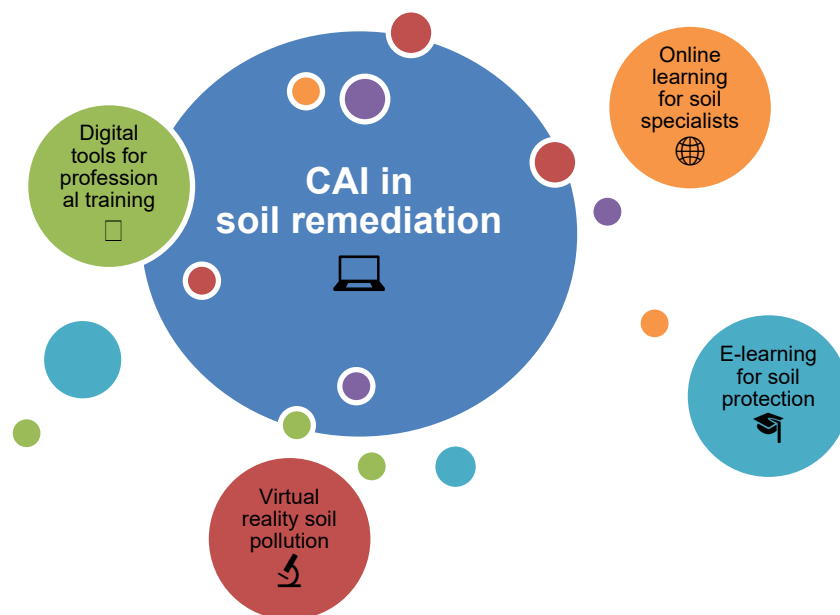 Online
learning
for soil
specialists
Digital
tools for
profession
al training
CAI in
soil remediation
E-learning
for soil
protection
Virtual
reality soil
pollution